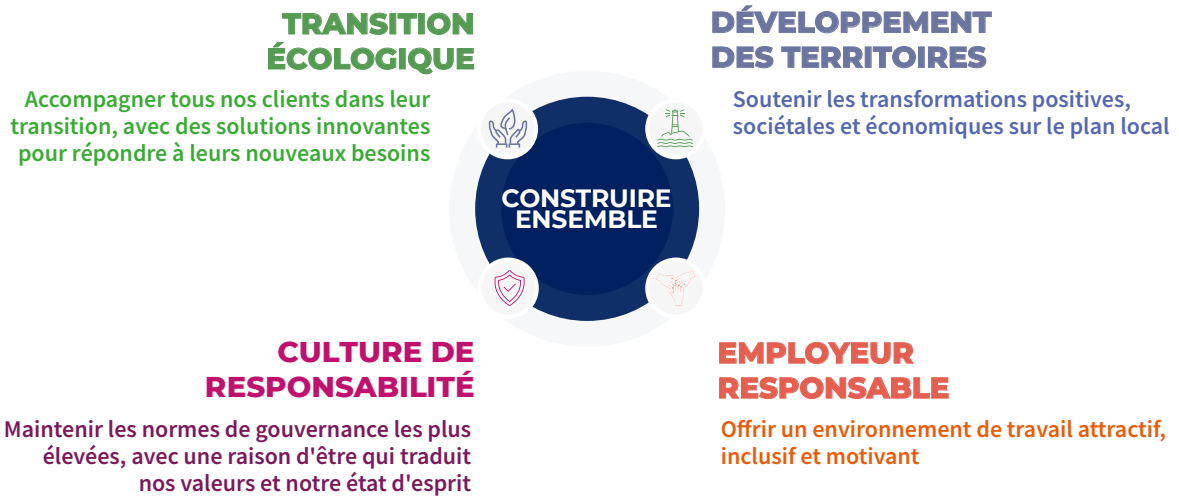 TRANSITION
ÉCOLOGIQUE
Accompagner tous nos clients dans leur
transition, avec des solutions innovantes
pour répondre à leurs nouveaux besoins
DÉVELOPPEMENT
DES TERRITOIRES
Soutenir les transformations positives,
sociétales et économiques sur le plan local
CONSTRUIRE
ENSEMBLE
CULTURE DE
RESPONSABILITÉ
Maintenir les normes de gouvernance les plus
élevées, avec une raison d'être qui traduit
nos valeurs et notre état d'esprit
EMPLOYEUR
RESPONSABLE
Offrir un environnement de travail attractif,
inclusif et motivant